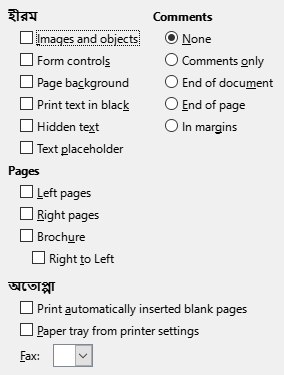 হীরম
Images and objects
Form controls
Page background
Print text in black
Hidden text
Text placeholder
Comments
None
Comments only
End of document
End of page
In margins
Pages
Left pages
Right pages
Brochure
Right to Left
অতোপ্পা
Print automatically inserted blank pages
Paper tray from printer settings
Fax: